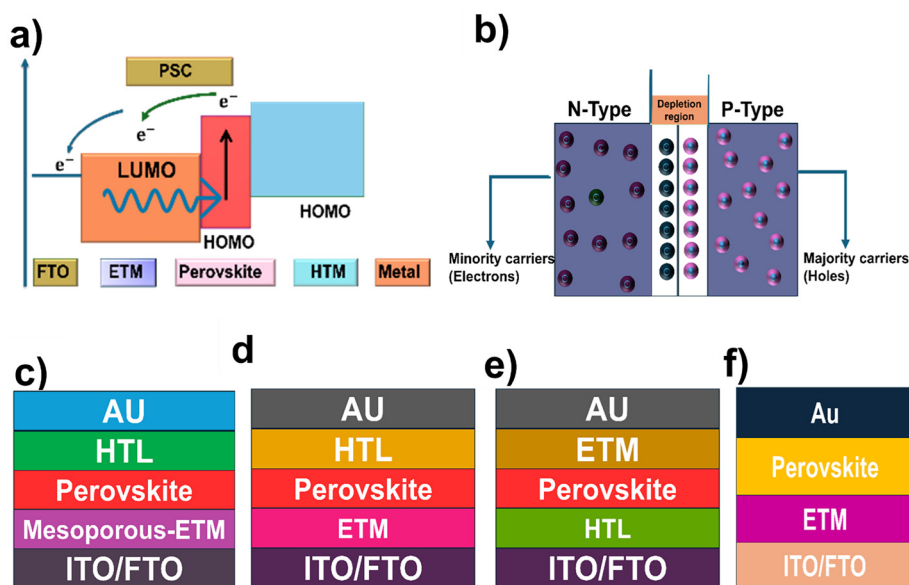 a)
PSC
e⁻
e⁻
e⁻
LUMO
HOMO
HOMO
FTO
ETM
Perovskite
HTM
Metal
b)
N-Type
Depletion
region
P-Type
Minority carriers
(Electrons)
Majority carriers
(Holes)
c)
AU
HTL
Perovskite
Mesoporous-ETM
ITO/FTO
d
AU
HTL
Perovskite
ETM
ITO/FTO
e)
AU
ETM
Perovskite
HTL
ITO/FTO
f)
Au
Perovskite
ETM
ITO/FTO